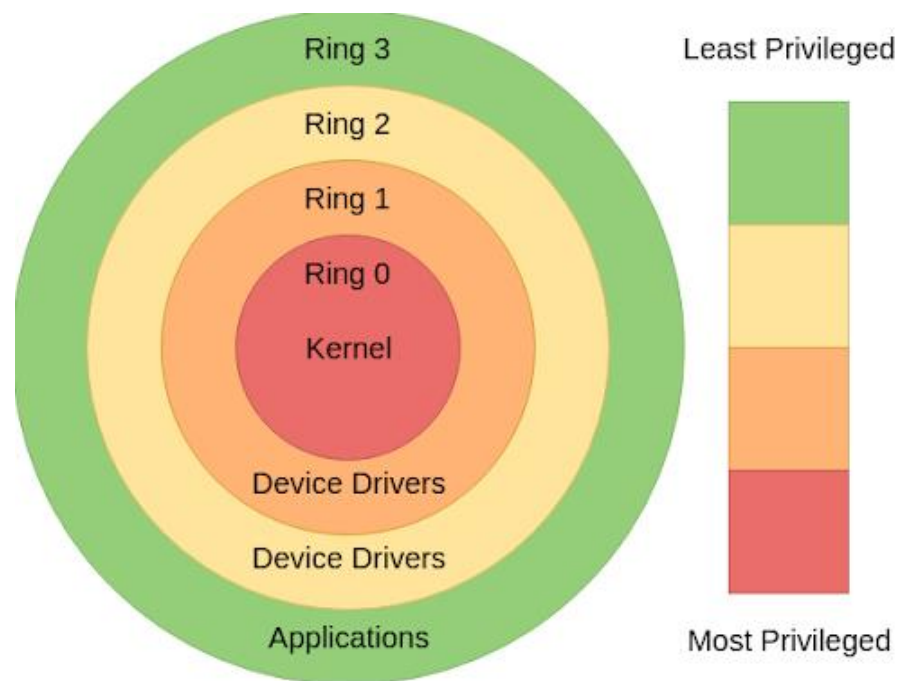 Ring 3
Ring 2
Ring 1
Ring 0
Kernel
Device Drivers
Device Drivers
Applications
Least Privileged
Most Privileged